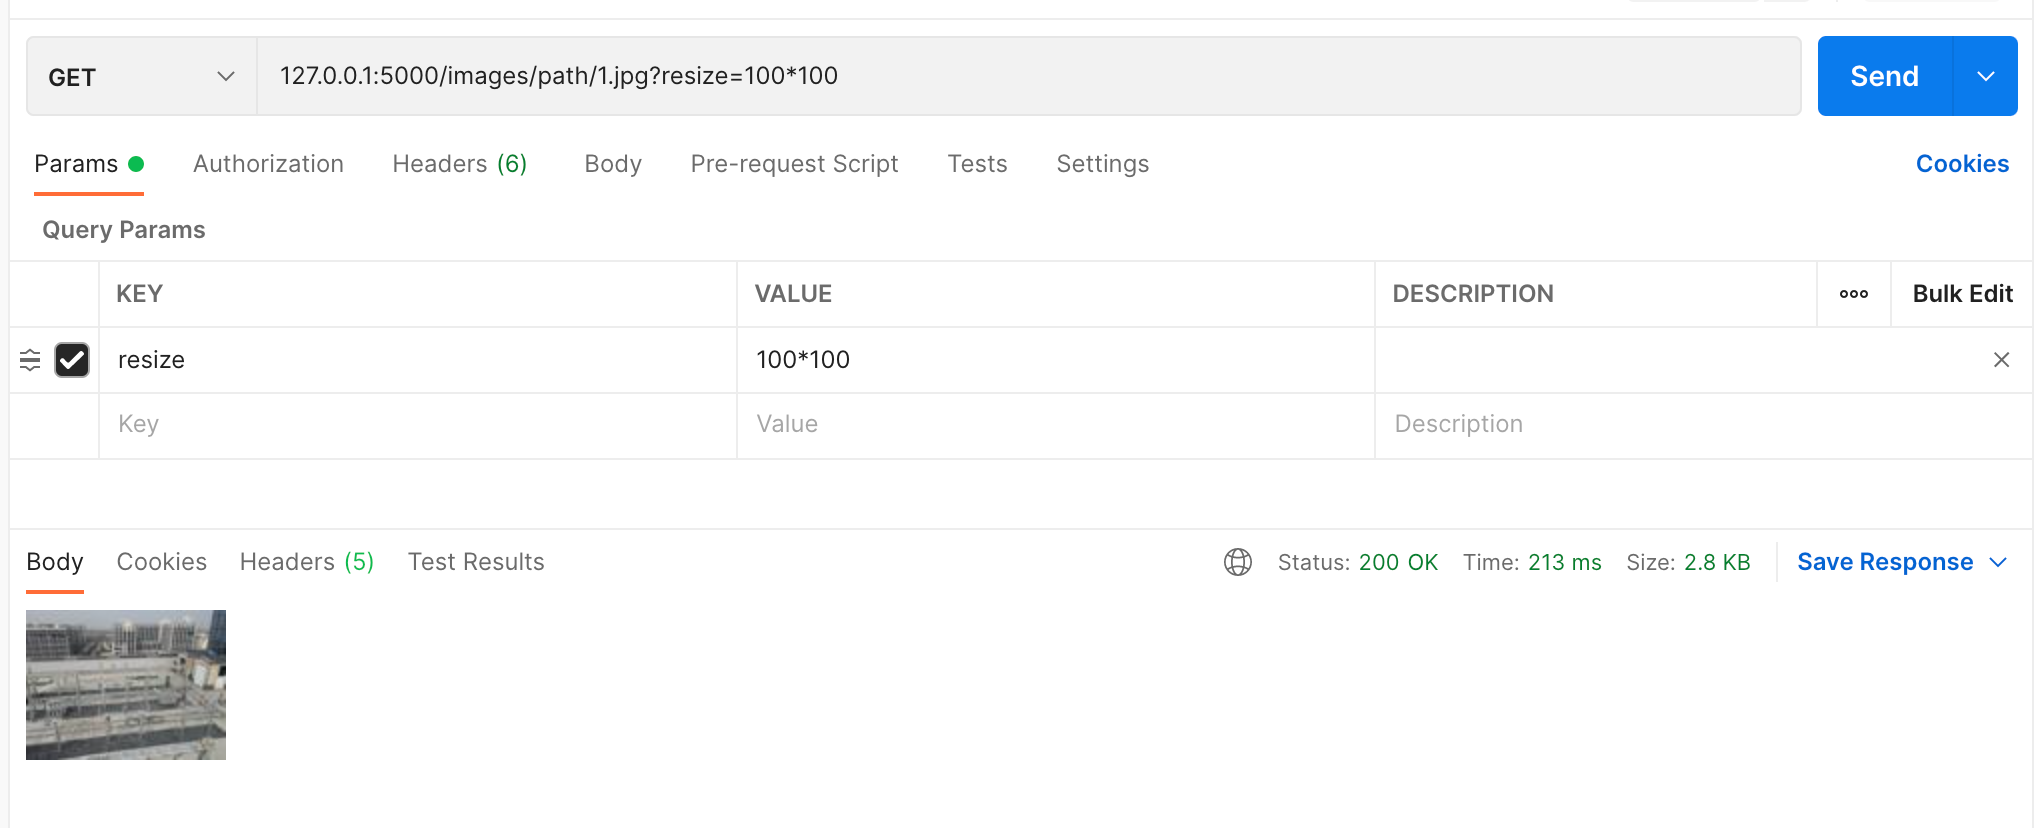 GET 127.0.0.1:5000/images/path/1.jpg?resize=100*100 Send
Params Authorization Headers (6) Body Pre-request Script Tests Settings Cookies
Query Params
KEY VALUE DESCRIPTION ooo Bulk Edit
resize 100*100
Key Value Description
Body Cookies Headers (5) Test Results Status: 200 OK Time: 213 ms Size: 2.8 KB Save Response